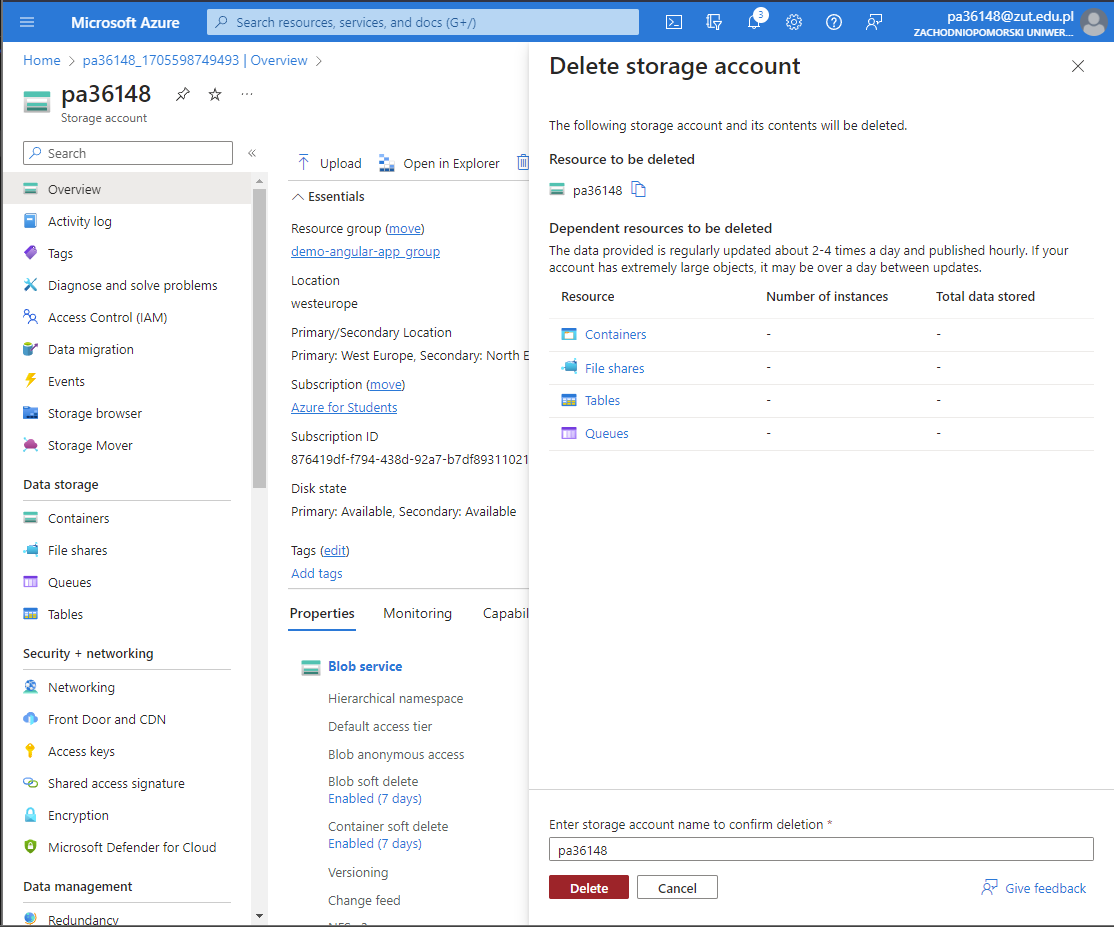 Microsoft Azure
Search resources, services, and docs (G+/)
3
pa36148@zut.edu.pl
ZACHODNIOPOMORSKI UNIWER...
Home > pa36148_1705598749493 | Overview >
pa36148
...
Storage account
Search
«
Overview
Activity log
Tags
Diagnose and solve problems
Access Control (IAM)
Data migration
Events
Storage browser
Storage Mover
Data storage
Containers
File shares
Queues
Tables
Security + networking
Networking
Front Door and CDN
Access keys
Shared access signature
Encryption
Microsoft Defender for Cloud
Data management
Redundancy
Upload
Open in Explorer
Essentials
Resource group (move)
demo-angular-app_group
Location
westeurope
Primary/Secondary Location
Primary: West Europe, Secondary: North E
Subscription (move)
Azure for Students
Subscription ID
876419df-f794-438d-92a7-b7df89311021
Disk state
Primary: Available, Secondary: Available
Tags (edit)
Add tags
Properties Monitoring Capabil
Blob service
Hierarchical namespace
Default access tier
Blob anonymous access
Blob soft delete
Enabled (7 days)
Container soft delete
Enabled (7 days)
Versioning
Change feed
Delete storage account
The following storage account and its contents will be deleted.
Resource to be deleted
pa36148
Dependent resources to be deleted
The data provided is regularly updated about 2-4 times a day and published hourly. If your
account has extremely large objects, it may be over a day between updates.
Resource Number of instances Total data stored
Containers - -
File shares - -
Tables - -
Queues - -
Enter storage account name to confirm deletion *
pa36148
Delete Cancel
Give feedback